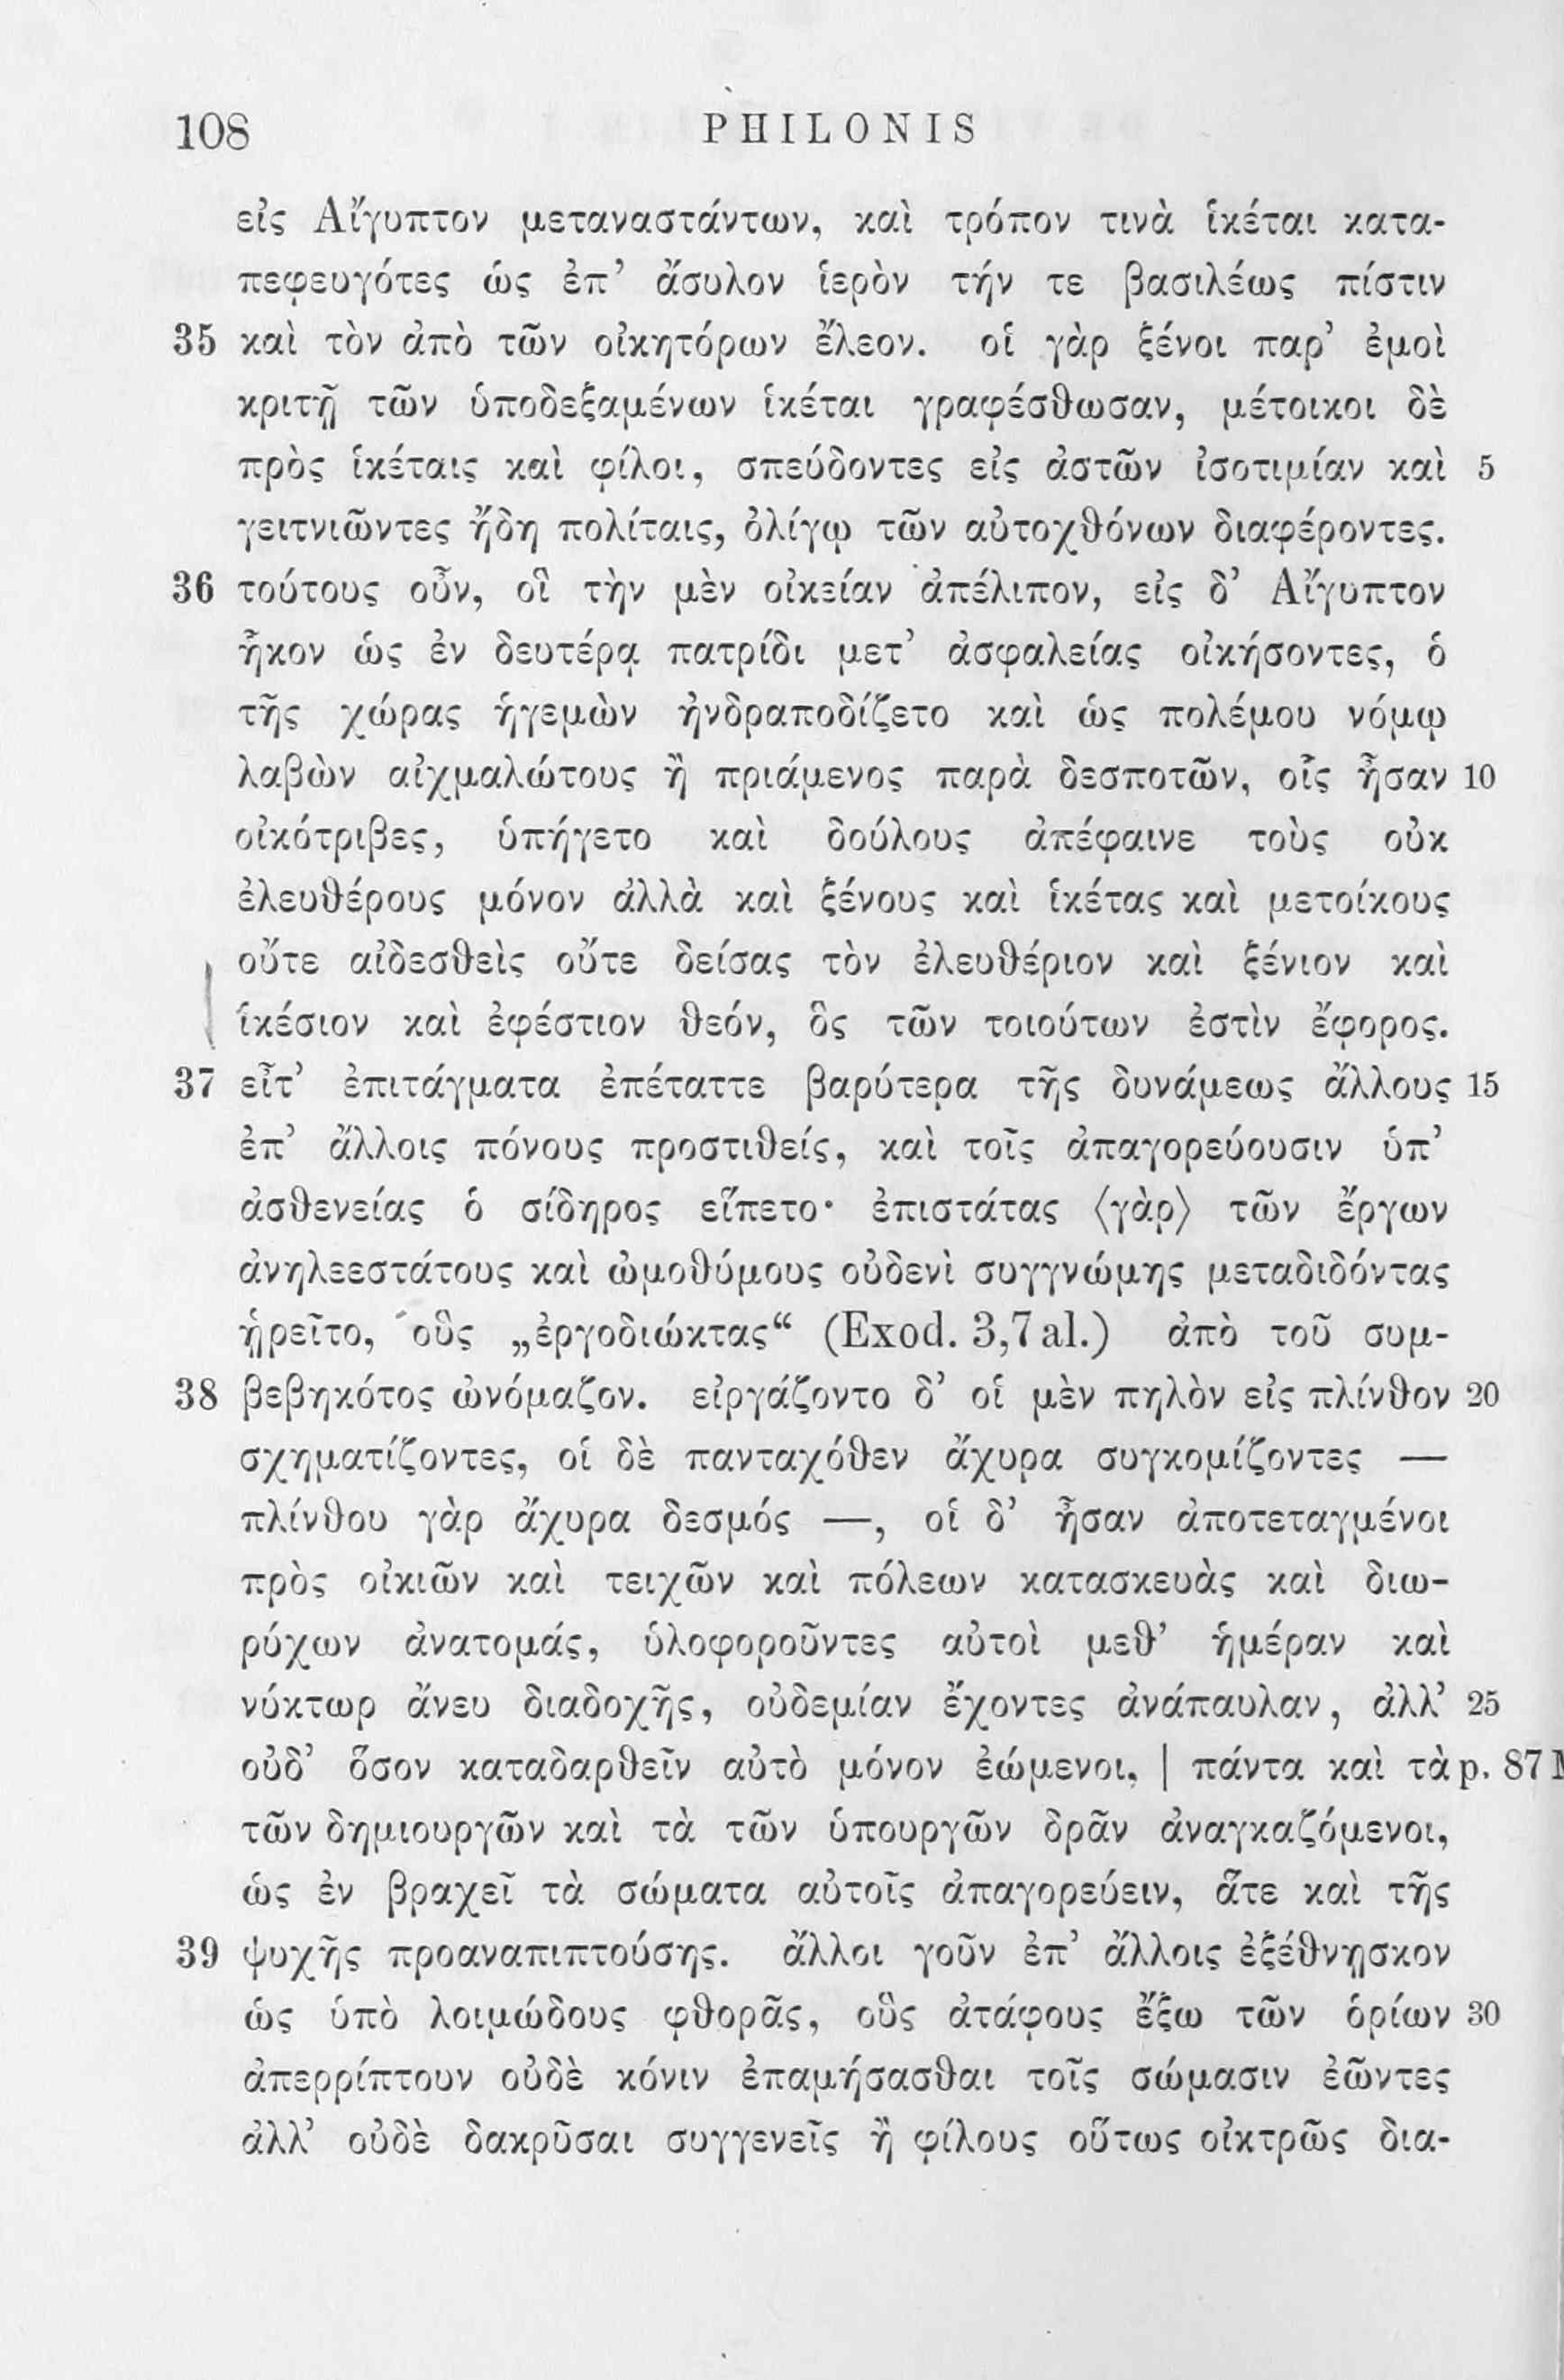 108 PHILONIS
εἰς Αἴγυπτον μεταναστάντων, καὶ τρόπον τινὰ ἱκέται κατα-
πεφευγότες ὡς ἐπ’ ἄσυλον ἱερὸν τήν τε βασιλέως πίστιν
35 καὶ τὸν ἀπὸ τῶν οἰκητόρων ἔλεον. οἱ γὰρ ξένοι παρ’ ἐμοὶ
κριτῇ τῶν ὑποδεξαμένων ἱκέται γραφέσθωσαν, μέτοικοι δὲ
πρὸς ἱκέταις καὶ φίλοι, σπεύδοντες εἰς ἀστῶν ἰσοτιμίαν καὶ 5
γειτνιῶντες ἤδη πολίταις, ὀλίγῳ τῶν αὐτοχθόνων διαφέροντες.
36 τούτους οὖν, οἳ τὴν μὲν οἰκείαν ἀπέλιπον, εἰς δ’ Αἴγυπτον
ἧκον ὡς ἐν δευτέρᾳ πατρίδι μετ’ ἀσφαλείας οἰκήσοντες, ὁ
τῆς χώρας ἡγεμὼν ἠνδραποδίζετο καὶ ὡς πολέμου νόμῳ
λαβὼν αἰχμαλώτους ἢ πριάμενος παρὰ δεσποτῶν, οἷς ἦσαν 10
οἰκότριβες, ὑπήγετο καὶ δούλους ἀπέφαινε τοὺς οὐκ
ἐλευθέρους μόνον ἀλλὰ καὶ ξένους καὶ ἱκέτας καὶ μετοίκους
οὔτε αἰδεσθεὶς οὔτε δείσας τὸν ἐλευθέριον καὶ ξένιον καὶ
ἱκέσιον καὶ ἐφέστιον θεόν, ὃς τῶν τοιούτων ἐστὶν ἔφορος.
37 εἶτ’ ἐπιτάγματα ἐπέταττε βαρύτερα τῆς δυνάμεως ἄλλους 15
ἐπ’ ἄλλοις πόνους προστιθείς, καὶ τοῖς ἀπαγορεύουσιν ὑπ’
ἀσθενείας ὁ σίδηρος εἵπετο· ἐπιστάτας ⟨γὰρ⟩ τῶν ἔργων
ἀνηλεεστάτους καὶ ὠμοθύμους οὐδενὶ συγγνώμης μεταδιδόντας
ᾑρεῖτο, οὓς „ἐργοδιώκτας“ (Exod. 3,7 al.) ἀπὸ τοῦ συμ-
38 βεβηκότος ὠνόμαζον. εἰργάζοντο δ’ οἱ μὲν πηλὸν εἰς πλίνθον 20
σχηματίζοντες, οἱ δὲ πανταχόθεν ἄχυρα συγκομίζοντες —
πλίνθου γὰρ ἄχυρα δεσμός —, οἱ δ’ ἦσαν ἀποτεταγμένοι
πρὸς οἰκιῶν καὶ τειχῶν καὶ πόλεων κατασκευὰς καὶ διω-
ρύχων ἀνατομάς, ὑλοφοροῦντες αὐτοὶ μεθ’ ἡμέραν καὶ
νύκτωρ ἄνευ διαδοχῆς, οὐδεμίαν ἔχοντες ἀνάπαυλαν, ἀλλ’ 25
οὐδ’ ὅσον καταδαρθεῖν αὐτὸ μόνον ἐώμενοι, | πάντα καὶ τὰ p. 87
τῶν δημιουργῶν καὶ τὰ τῶν ὑπουργῶν δρᾶν ἀναγκαζόμενοι,
ὡς ἐν βραχεῖ τὰ σώματα αὐτοῖς ἀπαγορεύειν, ἅτε καὶ τῆς
39 ψυχῆς προαναπιπτούσης. ἄλλοι γοῦν ἐπ’ ἄλλοις ἐξέθνῃσκον
ὡς ὑπὸ λοιμώδους φθορᾶς, οὓς ἀτάφους ἔξω τῶν ὁρίων 30
ἀπερρίπτουν οὐδὲ κόνιν ἐπαμήσασθαι τοῖς σώμασιν ἐῶντες
ἀλλ’ οὐδὲ δακρῦσαι συγγενεῖς ἢ φίλους οὕτως οἰκτρῶς δια-